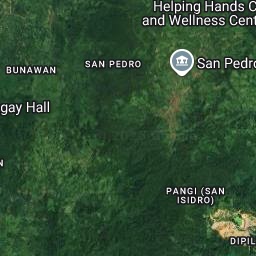 Helping Hands C
and Wellness Cent
San Pedro
SAN PEDRO
BUNAWAN
gay Hall
N
PANGI (SAN
ISIDRO)
DIPIL